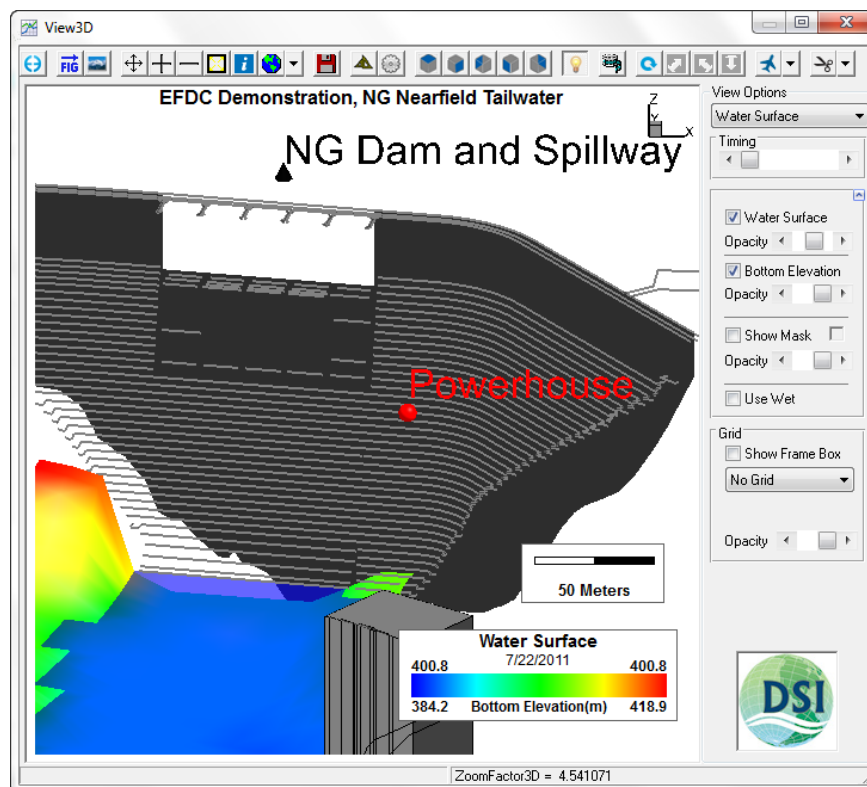 View3D
FIG
View Options
Water Surface
Timing
EFDC Demonstration, NG Nearfield Tailwater
Z
Y
X
NG Dam and Spillway
Water Surface
Opacity
Bottom Elevation
Opacity
Show Mask
Opacity
Use Wet
Powerhouse
Grid
Show Frame Box
No Grid
Opacity
50 Meters
Water Surface
7/22/2011
400.8 400.8
384.2 Bottom Elevation(m) 418.9
DSI
ZoomFactor3D = 4.541071